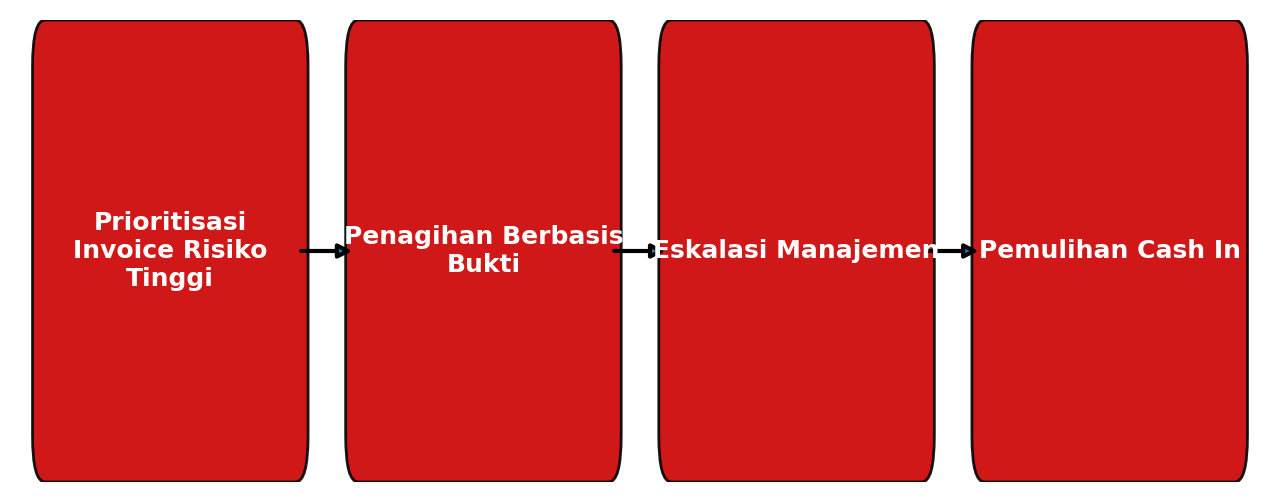 Prioritisasi
Invoice Risiko
Tinggi
Penagihan Berbasis
Bukti
Eskalasi Manajemen
Pemulihan Cash In